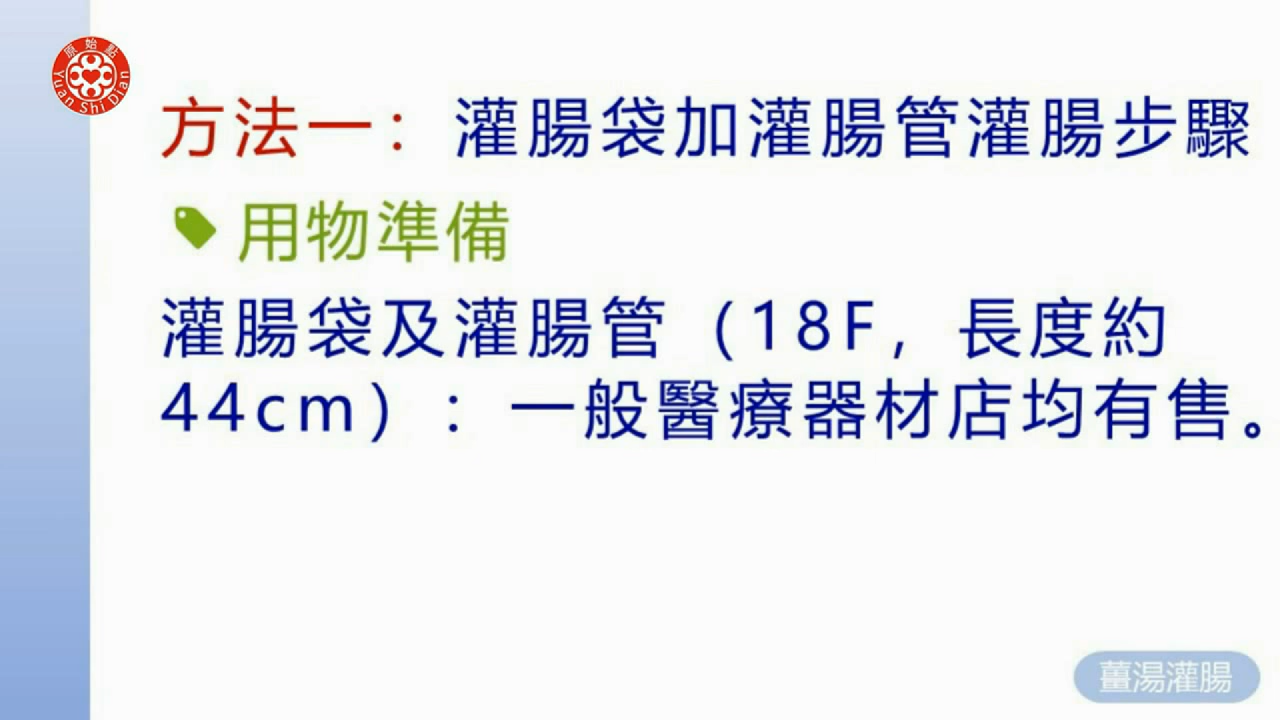 原始點
Yuan Shi Dian
方法一：灌腸袋加灌腸管灌腸步驟
用物準備
灌腸袋及灌腸管（18F，長度約
44cm）：一般醫療器材店均有售。
薑湯灌腸